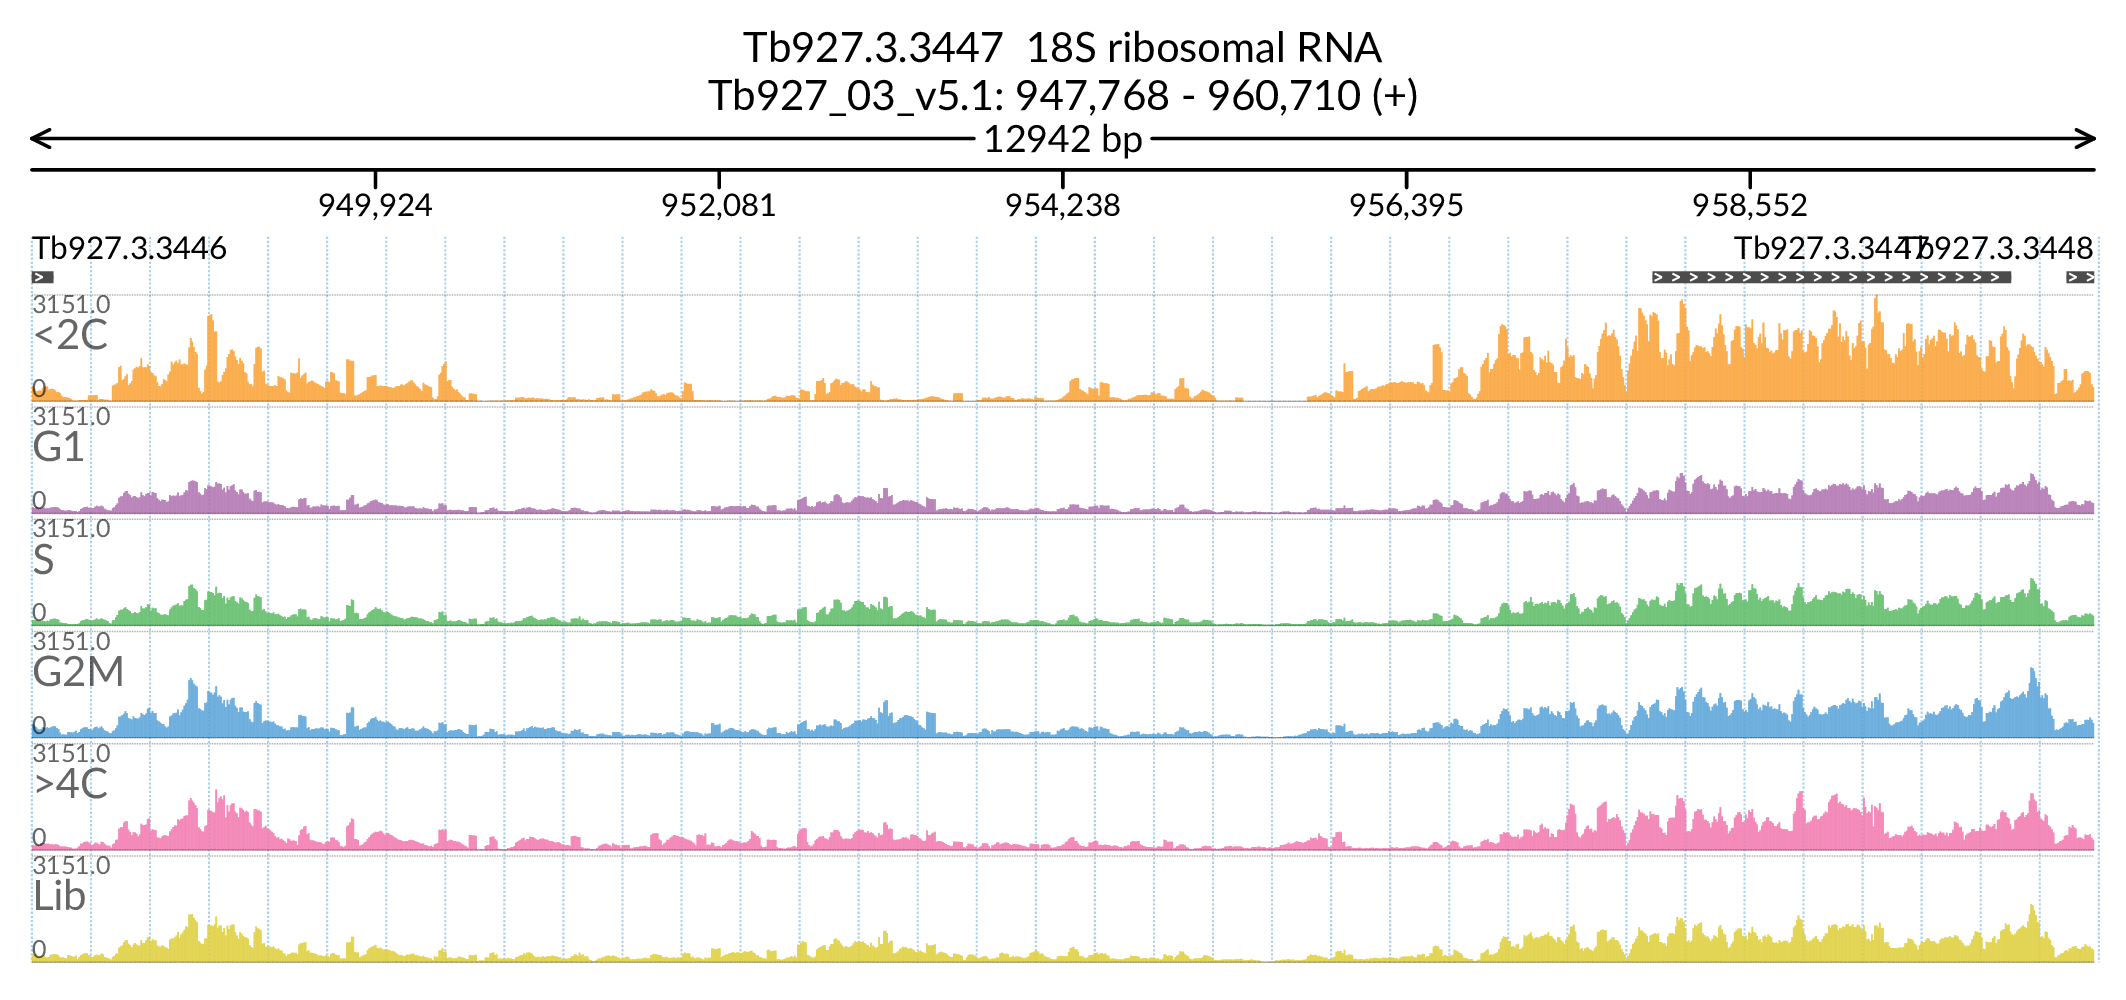 Tb927.3.3447  18S ribosomal RNA
Tb927_03_v5.1: 947,768 - 960,710 (+)
12942 bp
949,924 952,081 954,238 956,395 958,552
Tb927.3.3446 Tb927.3.3447 Tb927.3.3448
3151.0
<2C
0
3151.0
G1
0
3151.0
S
0
3151.0
G2M
0
3151.0
>4C
0
3151.0
Lib
0